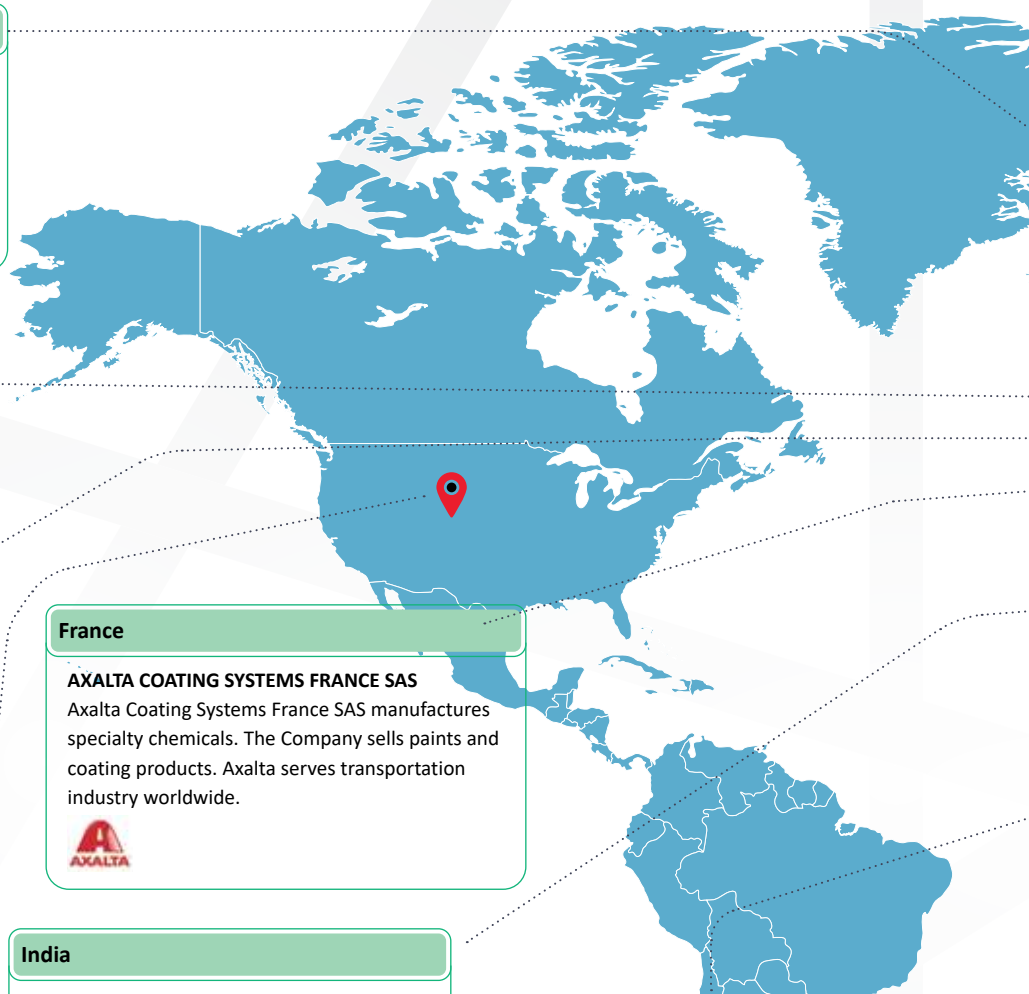 France
AXALTA COATING SYSTEMS FRANCE SAS
Axalta Coating Systems France SAS manufactures
specialty chemicals. The Company sells paints and
coating products. Axalta serves transportation
industry worldwide.
AXALTA
India